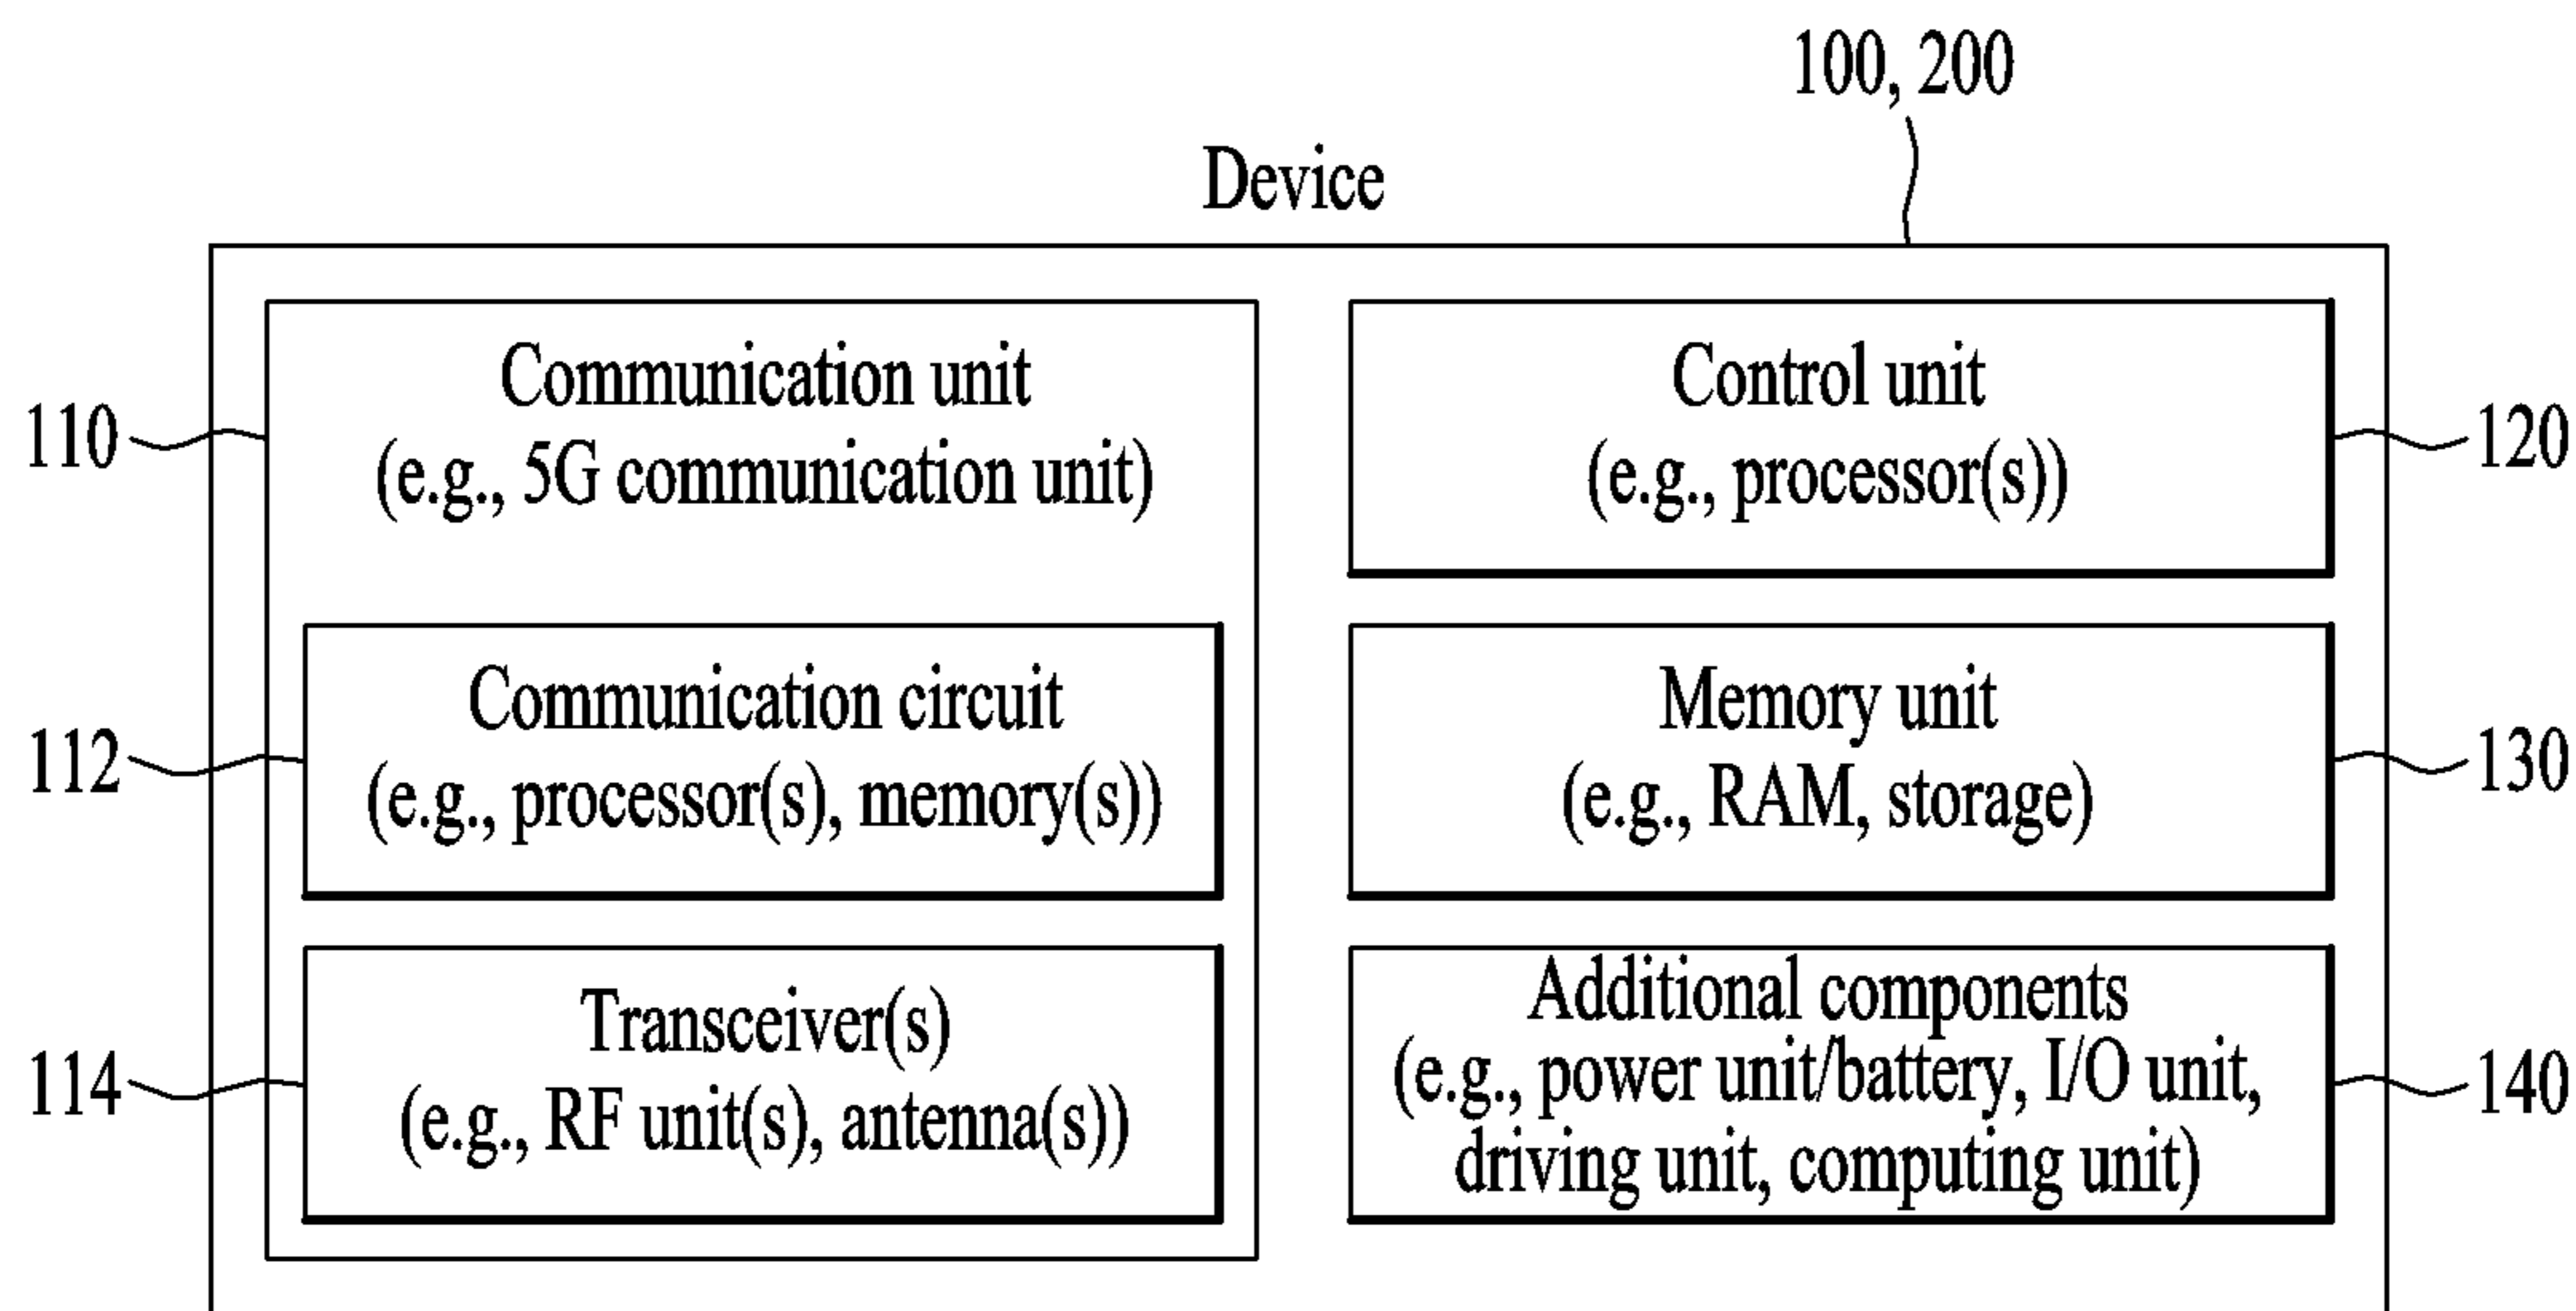 100, 200
Device
110
Communication unit
(e.g., 5G communication unit)
112
Communication circuit
(e.g., processor(s), memory(s))
114
Transceiver(s)
(e.g., RF unit(s), antenna(s))
Control unit
(e.g., processor(s))
120
Memory unit
(e.g., RAM, storage)
130
Additional components
(e.g., power unit/battery, I/O unit,
driving unit, computing unit)
140